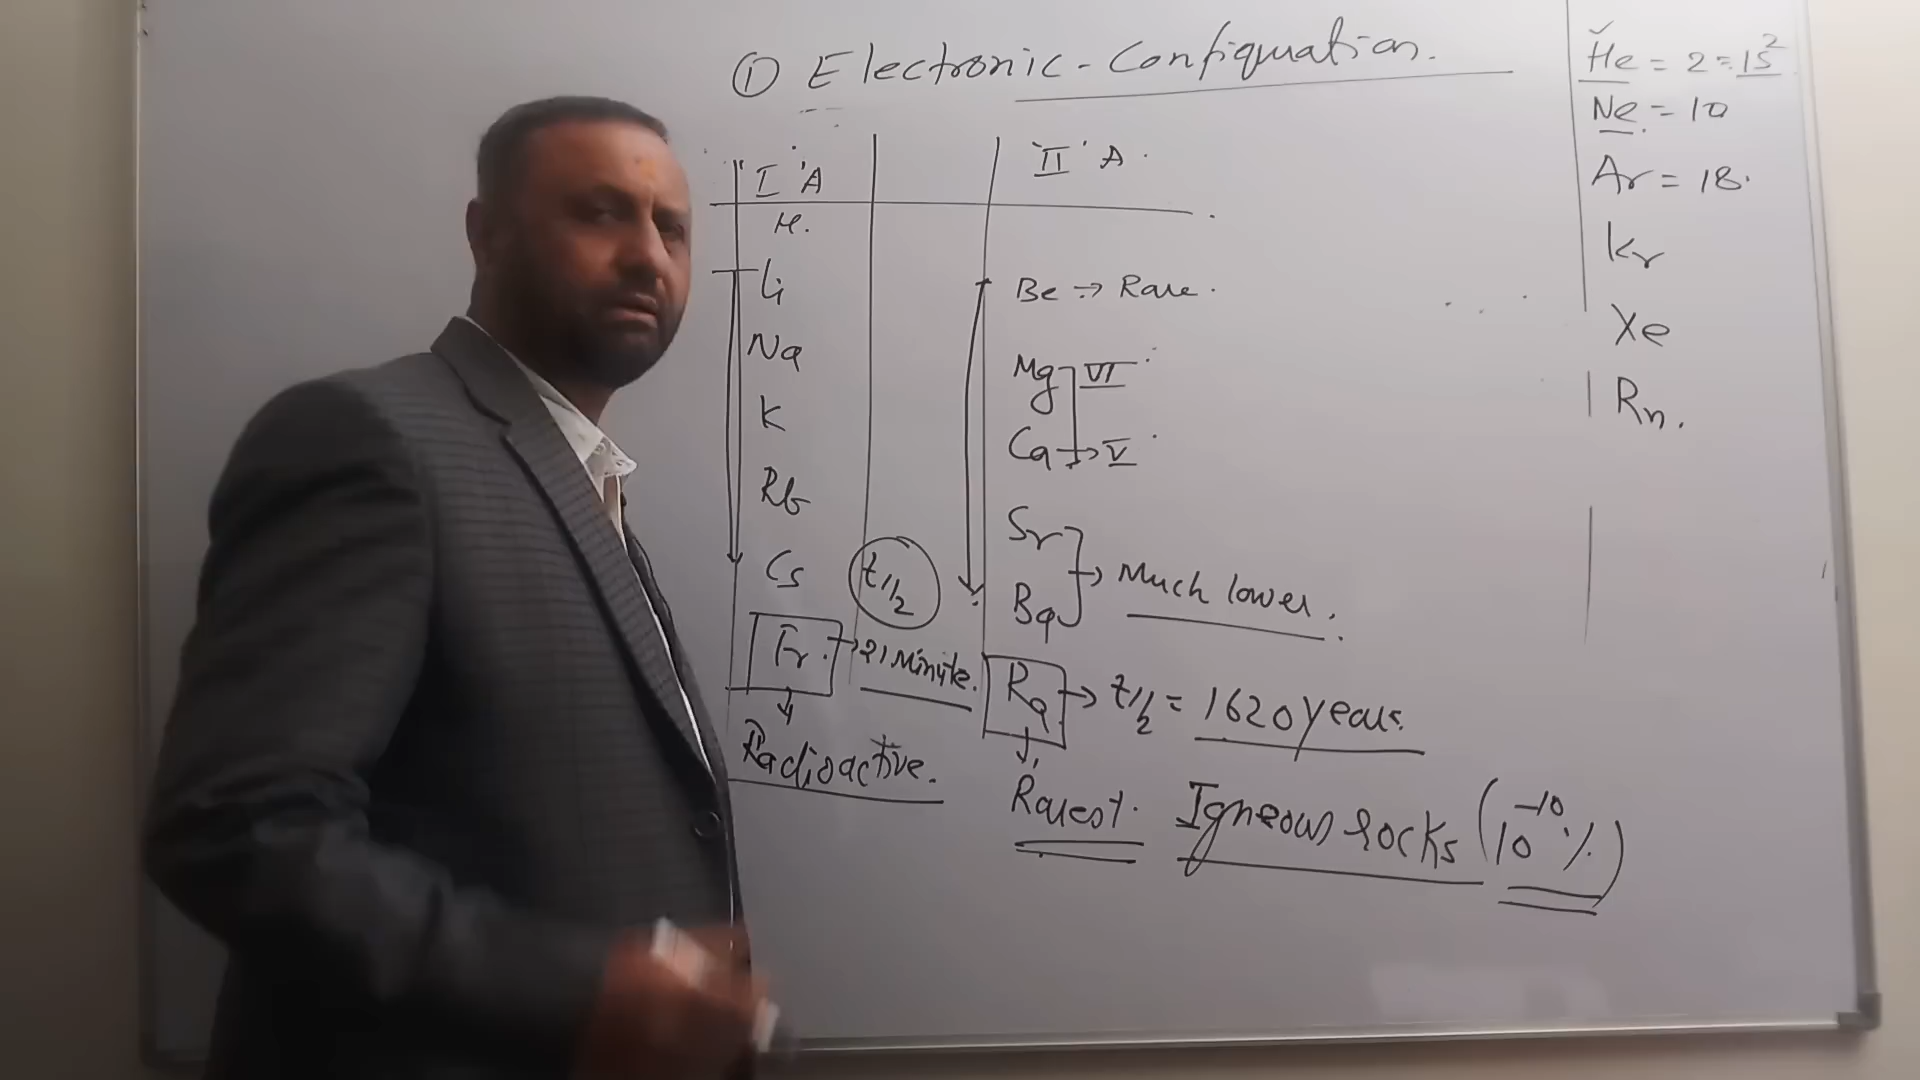 ① Electronic-Configuration.
I'A
II'A
H.
Li
Na
K
Rb
Cs
Fr. → 21 Minute.
Radioactive.
t1/2
Be → Rare.
Mg VI
Ca → V
Sr
Ba → Much lower.
Ra → t1/2 = 1620 years.
Rarest. Igneous rocks (10⁻¹⁰%)
He = 2 = 1s²
Ne = 10
Ar = 18.
Kr
Xe
Rn.